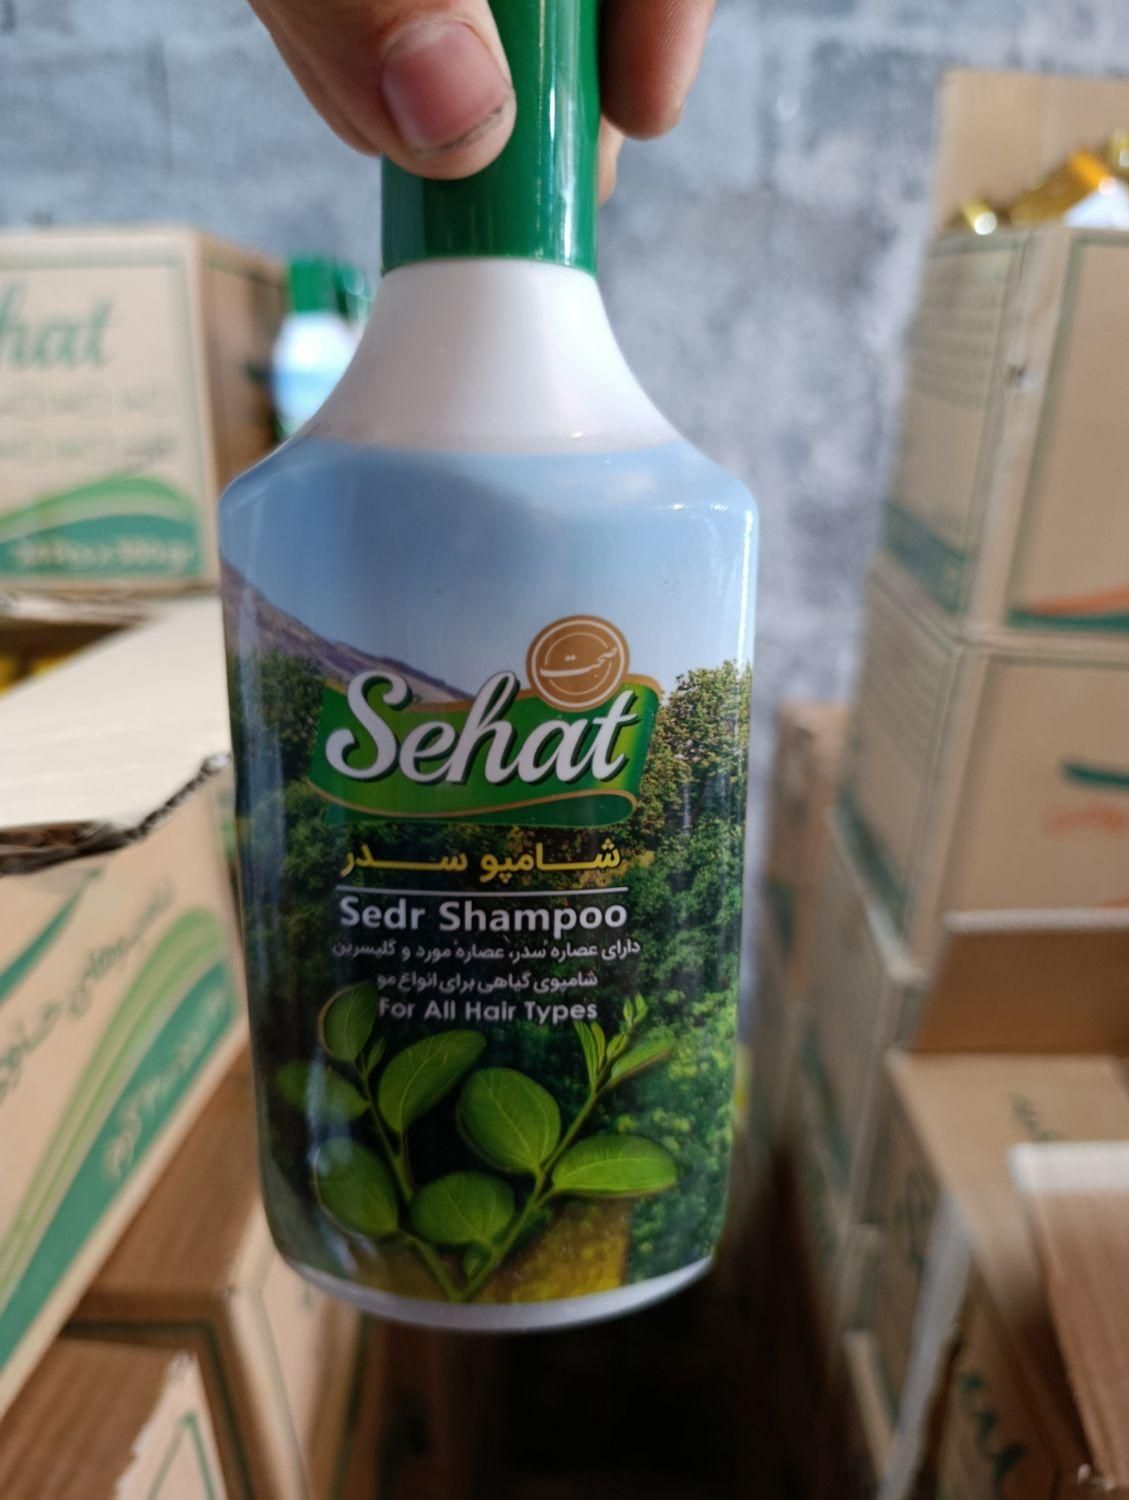 صحت
Sehat
شامپو سدر
Sedr Shampoo
دارای عصاره سدر، عصاره مورد و گلیسرین
شامپوی گیاهی برای انواع مو
For All Hair Types
hat